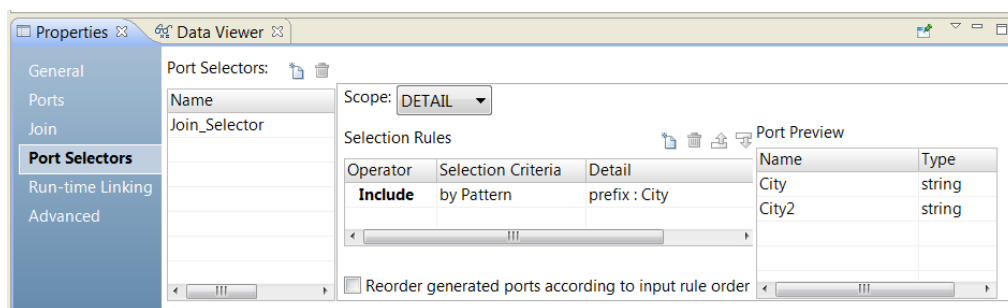 Properties Data Viewer
General
Ports
Join
Port Selectors
Run-time Linking
Advanced
Port Selectors:
Name
Join_Selector
Scope: DETAIL
Selection Rules
Operator Selection Criteria Detail
Include by Pattern prefix : City
Reorder generated ports according to input rule order
Port Preview
Name Type
City string
City2 string